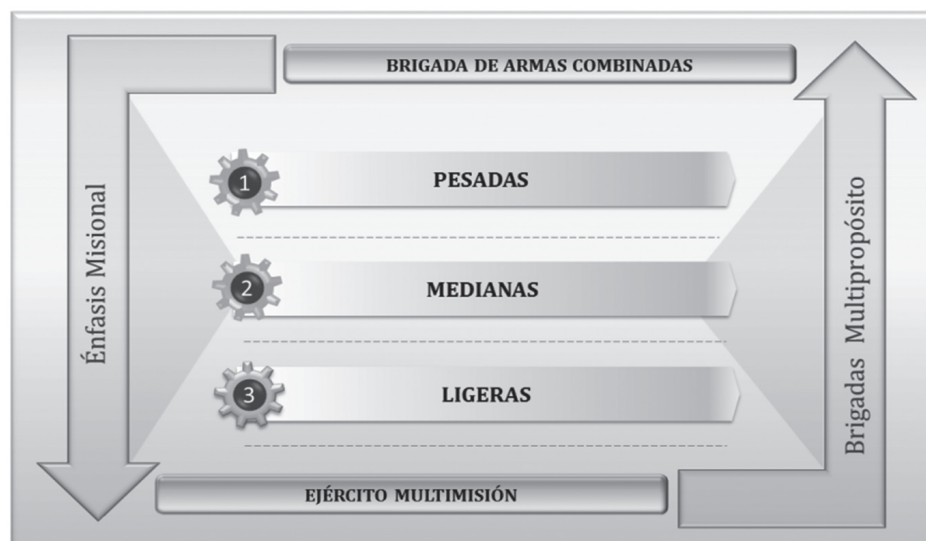 BRIGADA DE ARMAS COMBINADAS
Énfasis Misional
1 PESADAS
2 MEDIANAS
3 LIGERAS
Brigadas Multipropósito
EJÉRCITO MULTIMISIÓN